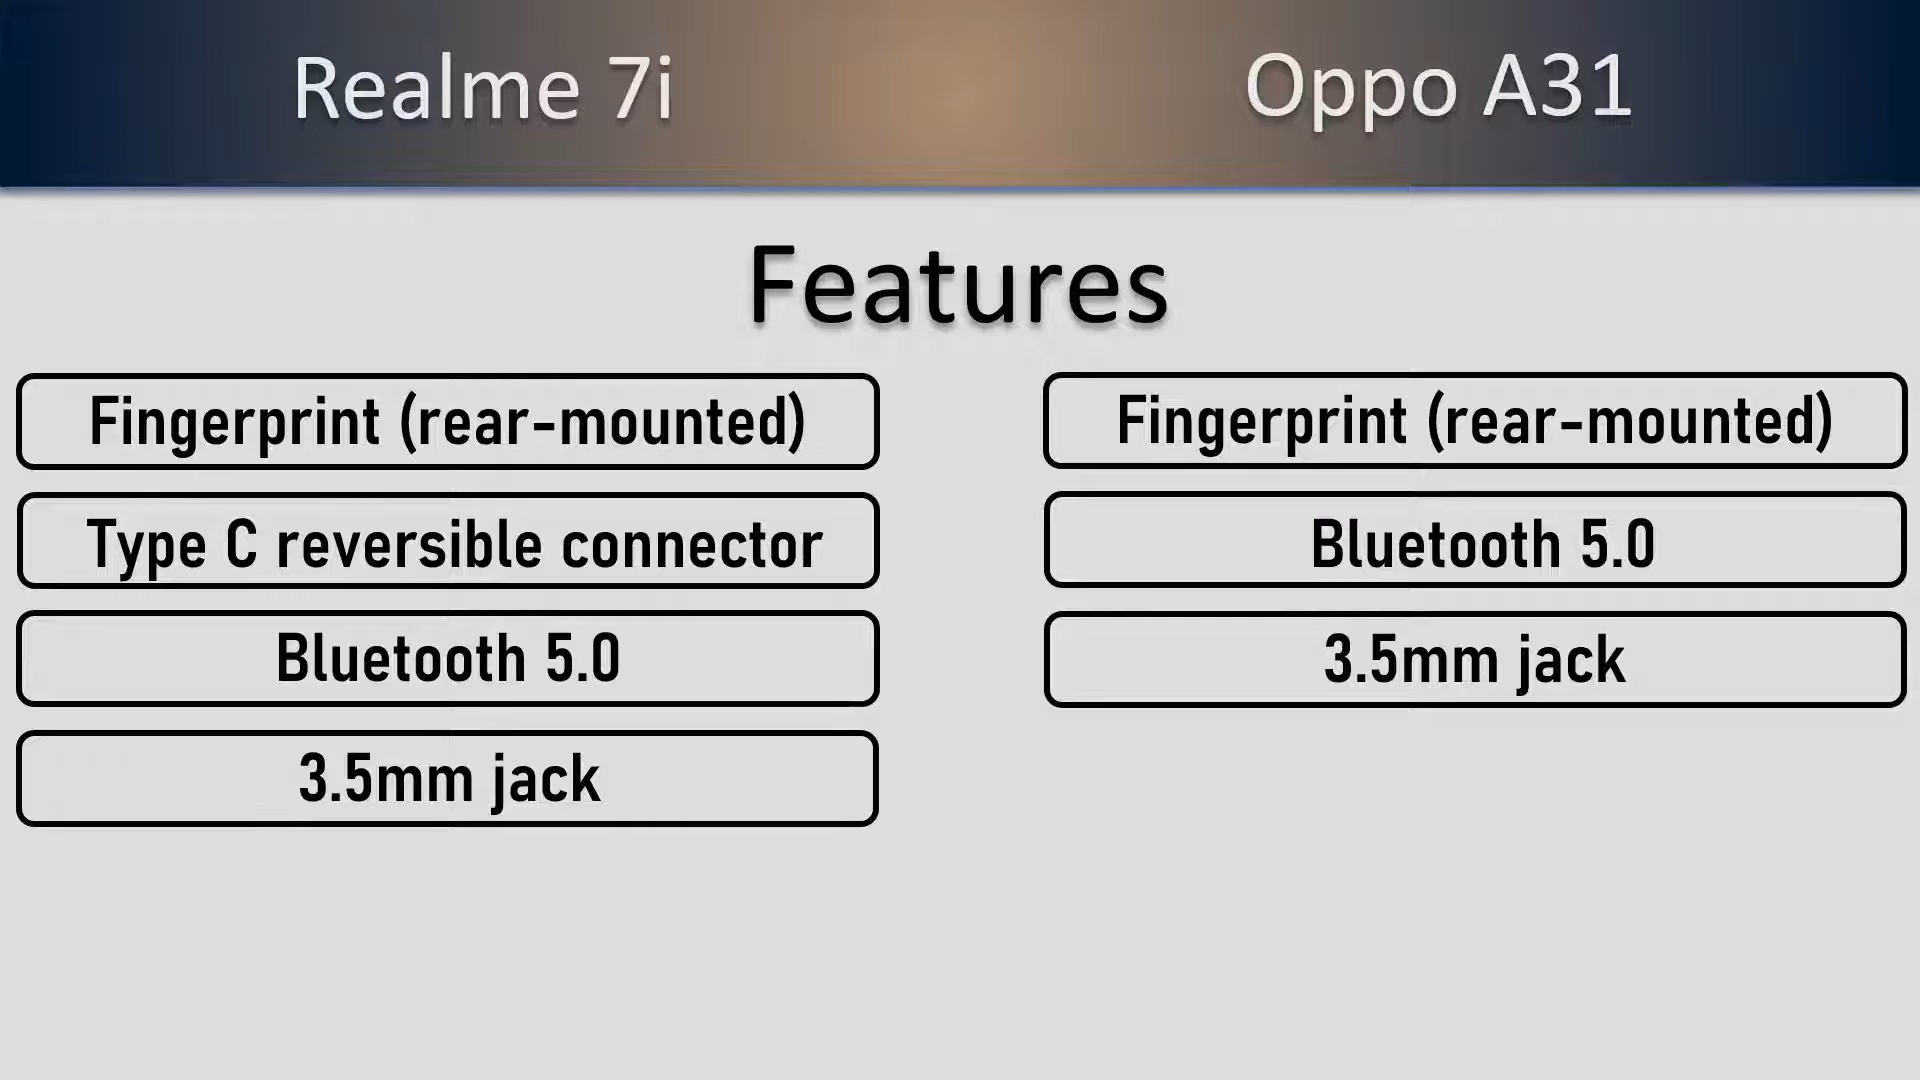 Realme 7i
Oppo A31
Features
Fingerprint (rear-mounted)
Type C reversible connector
Bluetooth 5.0
3.5mm jack
Fingerprint (rear-mounted)
Bluetooth 5.0
3.5mm jack